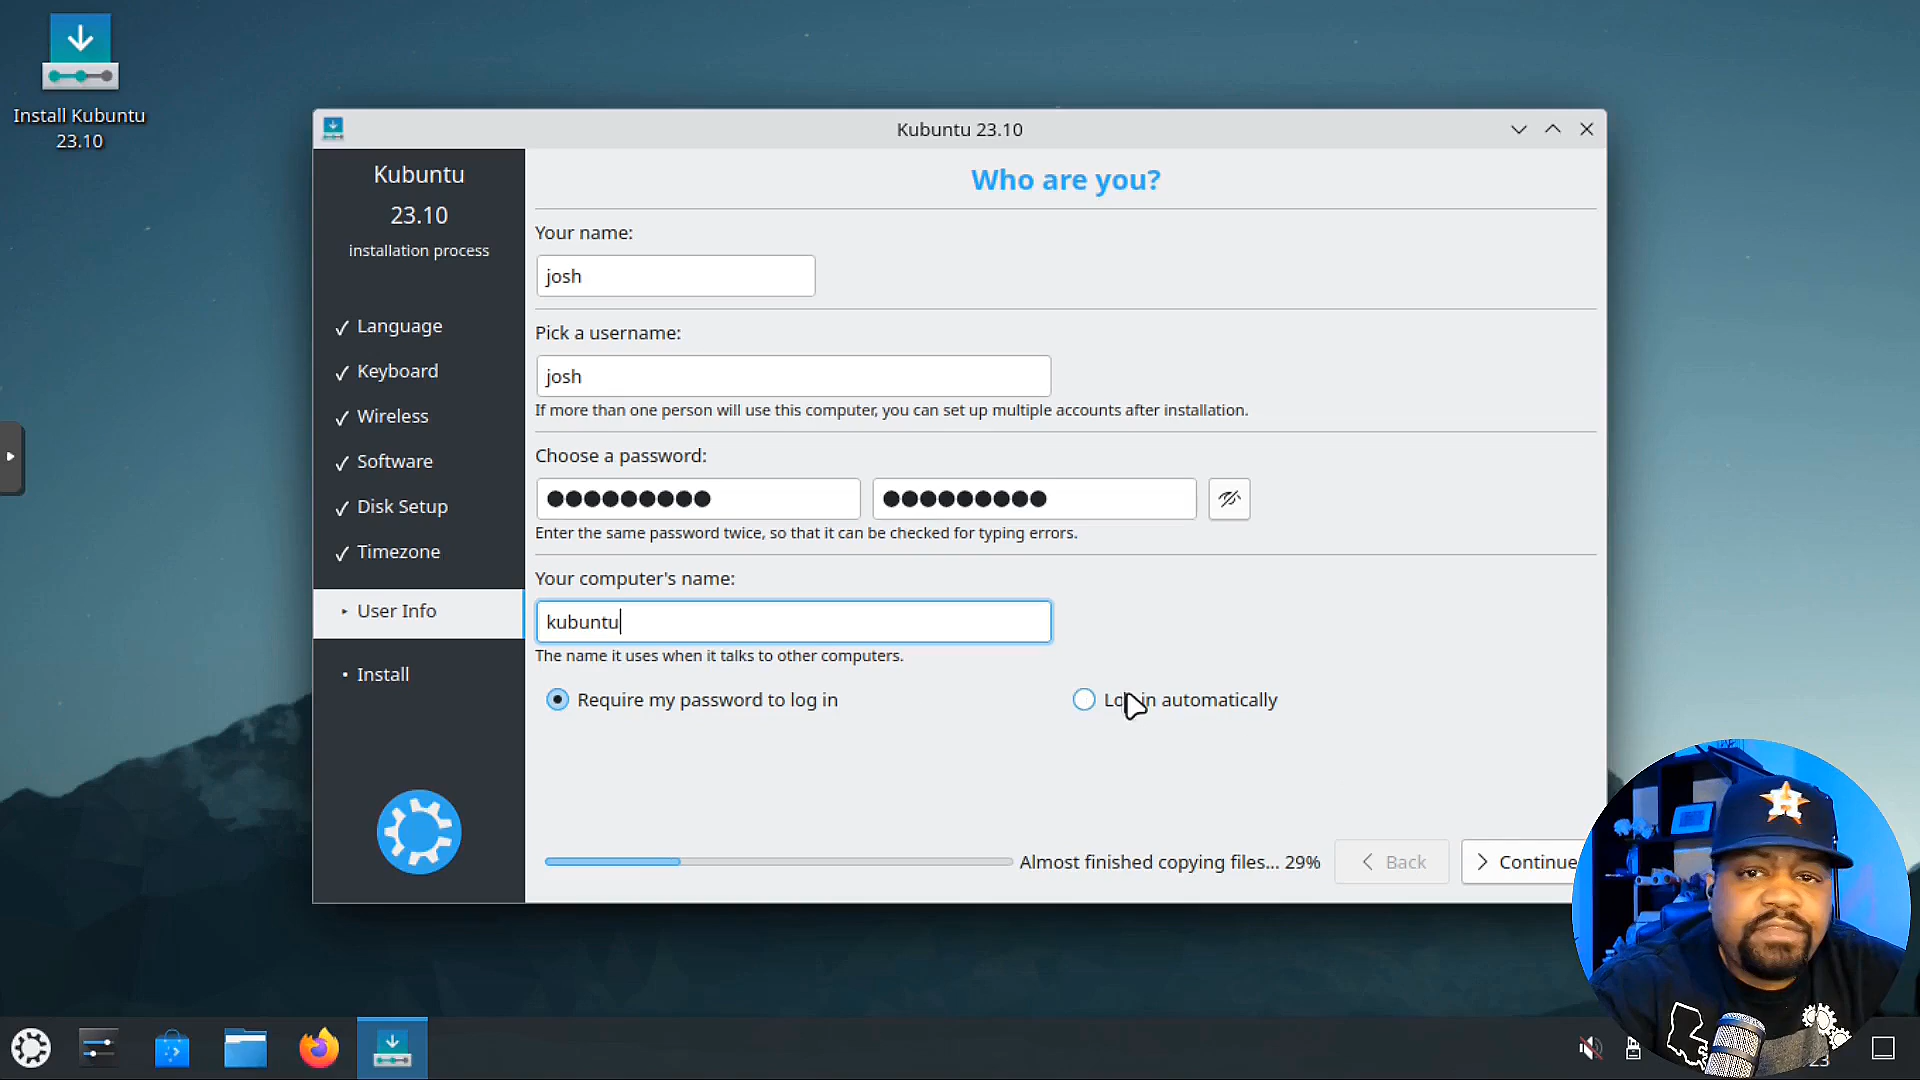 Install Kubuntu
23.10
Kubuntu 23.10
Kubuntu
23.10
installation process
✓ Language
✓ Keyboard
✓ Wireless
✓ Software
✓ Disk Setup
✓ Timezone
▸ User Info
• Install
Who are you?
Your name:
josh
Pick a username:
josh
If more than one person will use this computer, you can set up multiple accounts after installation.
Choose a password:
●●●●●●●●● ●●●●●●●●●
Enter the same password twice, so that it can be checked for typing errors.
Your computer's name:
kubuntu
The name it uses when it talks to other computers.
Require my password to log in
in automatically
Almost finished copying files... 29%
Back
Continue
H